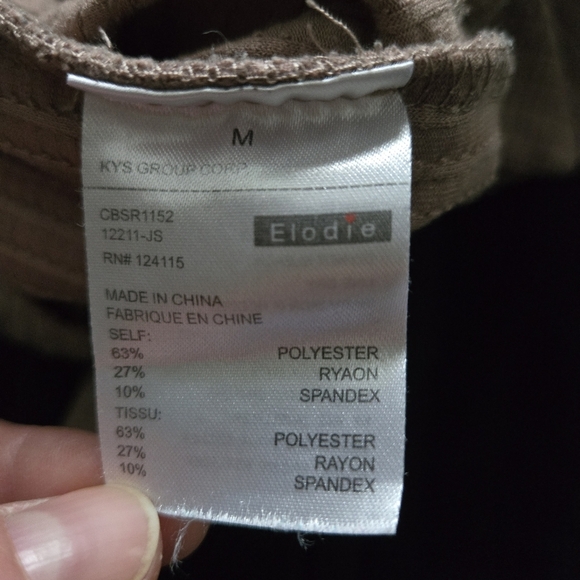 M
KYS GROUP CORP
CBSR1152
12211-JS
Elodie
RN# 124115
MADE IN CHINA
FABRIQUE EN CHINE
SELF:
63% POLYESTER
27% RYAON
10% SPANDEX
TISSU:
63% POLYESTER
27% RAYON
10% SPANDEX